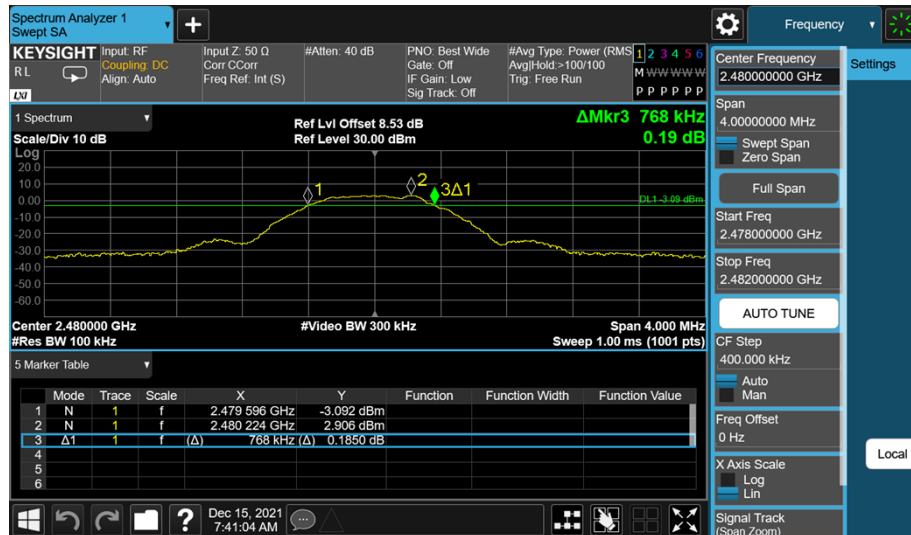 Spectrum Analyzer 1
Swept SA
Frequency
KEYSIGHT
R L
LXI
Input: RF
Coupling: DC
Align: Auto
Input Z: 50 Ω
Corr CCorr
Freq Ref: Int (S)
#Atten: 40 dB
PNO: Best Wide
Gate: Off
IF Gain: Low
Sig Track: Off
#Avg Type: Power (RMS
Avg|Hold:>100/100
Trig: Free Run
1 2 3 4 5 6
M W W W W W
P P P P P P
1 Spectrum
Scale/Div 10 dB
Ref Lvl Offset 8.53 dB
Ref Level 30.00 dBm
ΔMkr3 768 kHz
0.19 dB
Log
20.0
10.0
0.00
-10.0
-20.0
-30.0
-40.0
-50.0
-60.0
1
2
3Δ1
DL1 -3.09 dBm
Center 2.480000 GHz
#Res BW 100 kHz
#Video BW 300 kHz
Span 4.000 MHz
Sweep 1.00 ms (1001 pts)
5 Marker Table
Mode Trace Scale X Y Function Function Width Function Value
1 N 1 f 2.479 596 GHz -3.092 dBm
2 N 1 f 2.480 224 GHz 2.906 dBm
3 Δ1 1 f (Δ) 768 kHz (Δ) 0.1850 dB
4
5
6
?
Dec 15, 2021
7:41:04 AM
Center Frequency
2.480000000 GHz
Span
4.00000000 MHz
Swept Span
Zero Span
Full Span
Start Freq
2.478000000 GHz
Stop Freq
2.482000000 GHz
AUTO TUNE
CF Step
400.000 kHz
Auto
Man
Freq Offset
0 Hz
X Axis Scale
Log
Lin
Signal Track
(Span Zoom)
Settings
Local